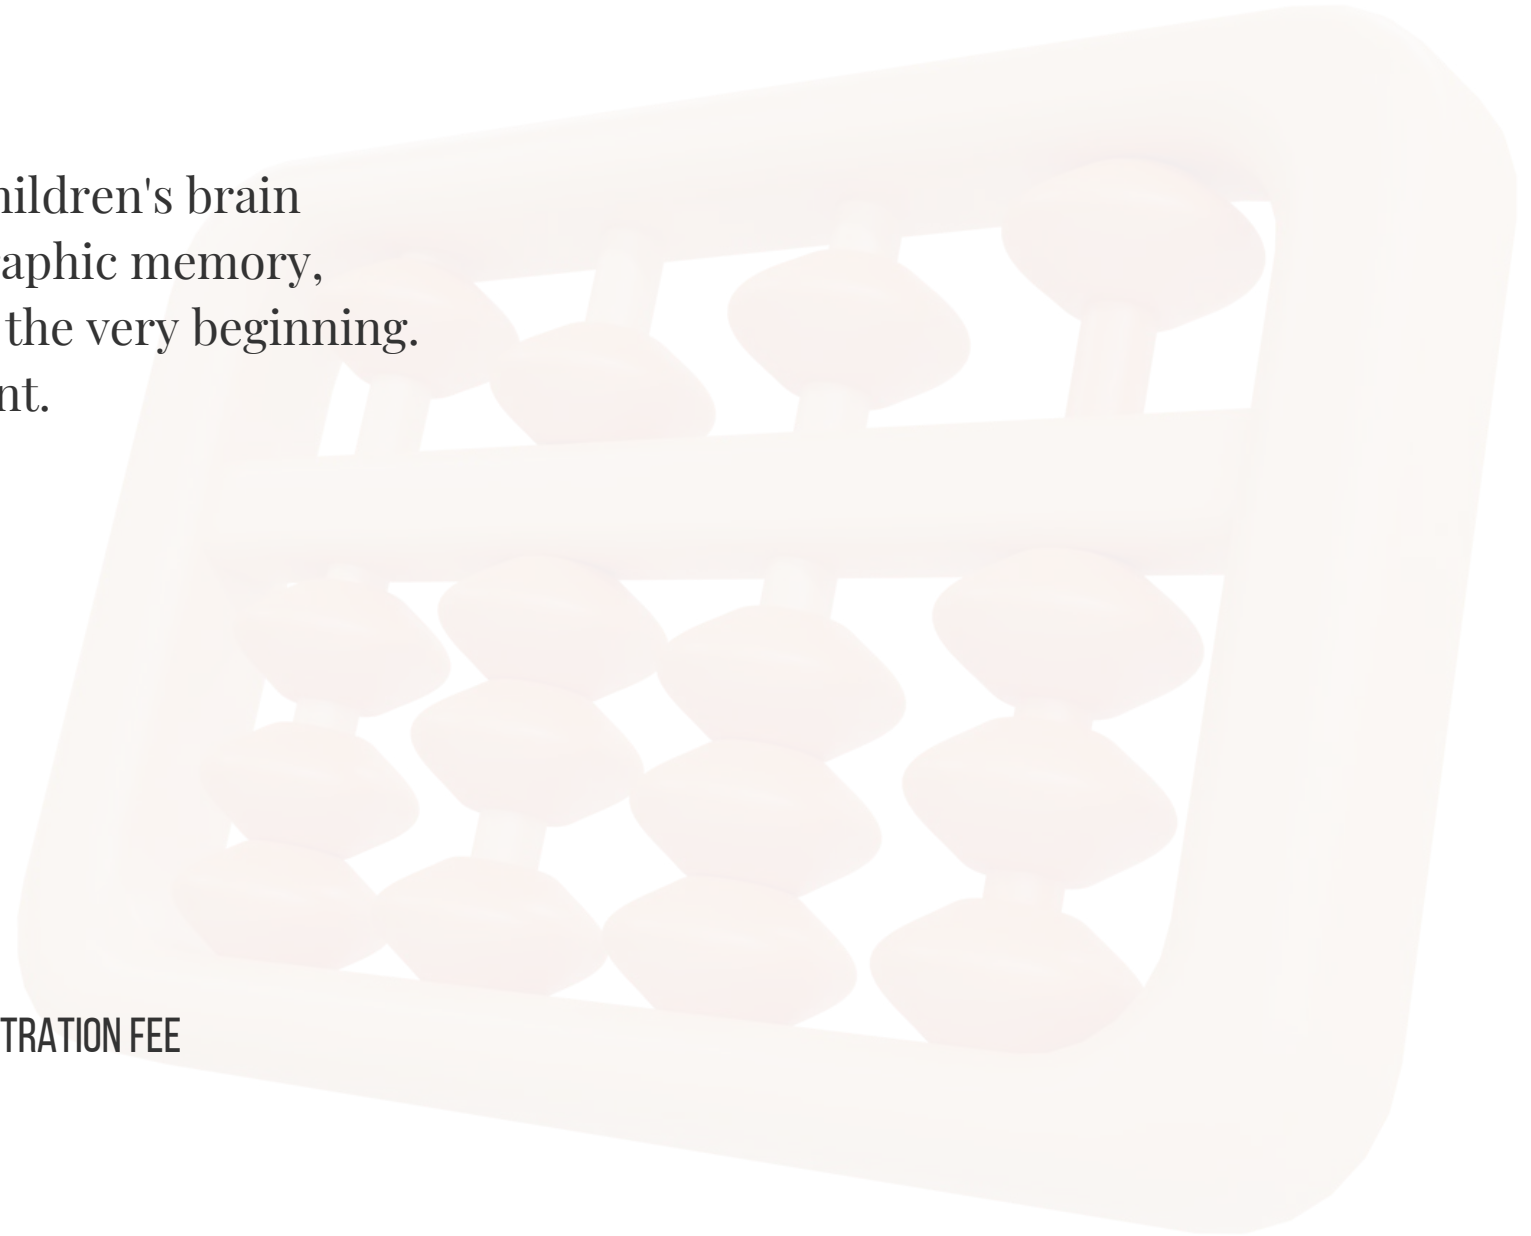 hildren's brain
aphic memory,
the very beginning.
nt.
TRATION FEE